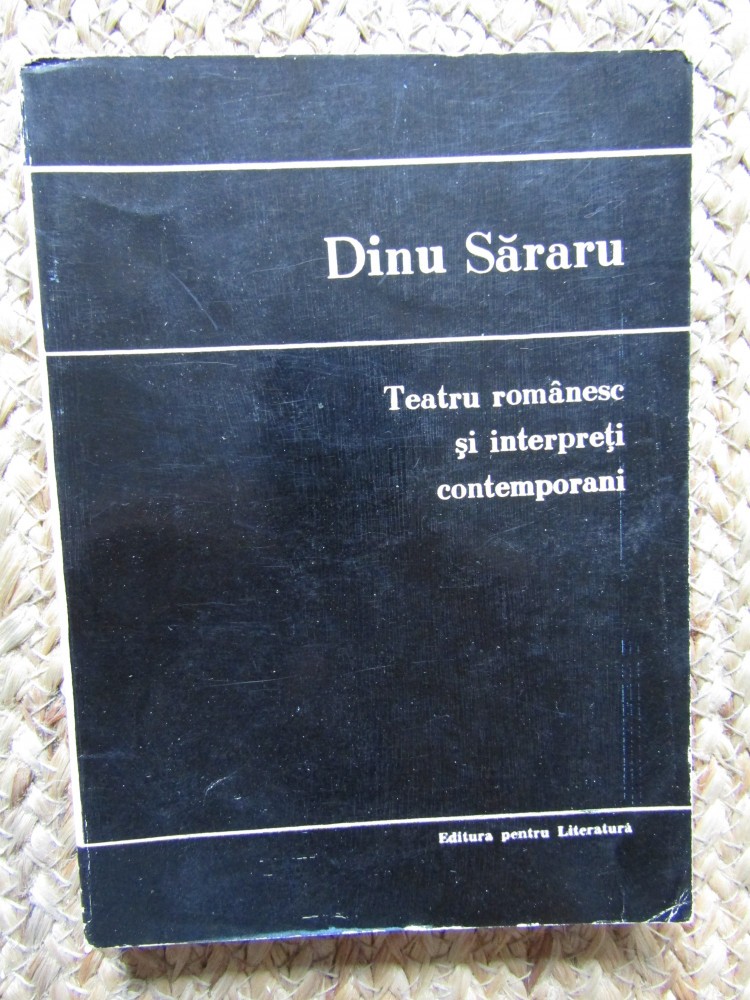 Dinu Săraru
Teatru românesc
şi interpreţi
contemporani
Editura pentru Literatură